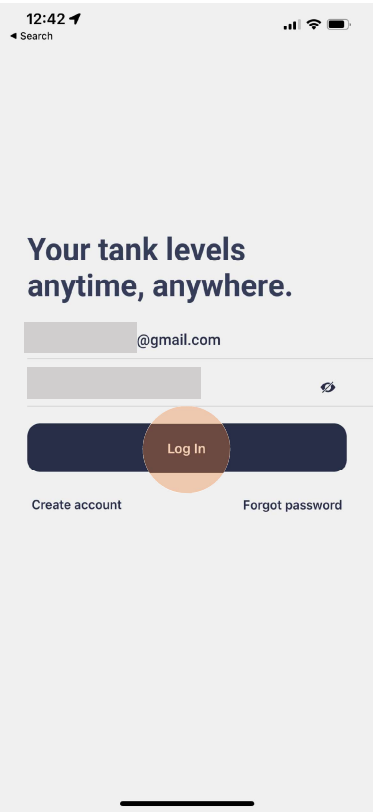 12:42
◀ Search
Your tank levels
anytime, anywhere.
@gmail.com
Log In
Create account
Forgot password